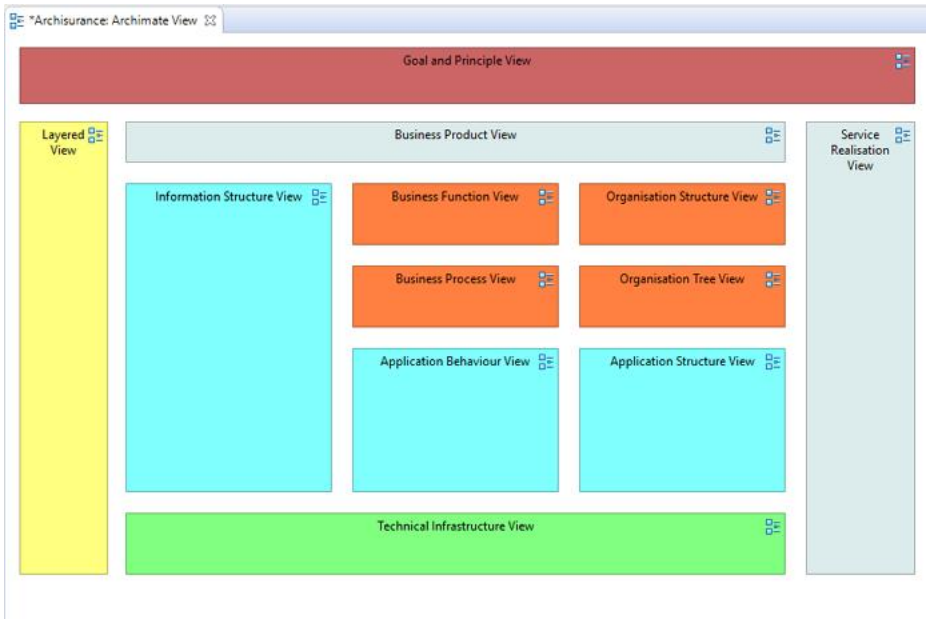 *Archisurance: Archimate View
Goal and Principle View
Layered
View
Business Product View
Service
Realisation
View
Information Structure View
Business Function View
Organisation Structure View
Business Process View
Organisation Tree View
Application Behaviour View
Application Structure View
Technical Infrastructure View